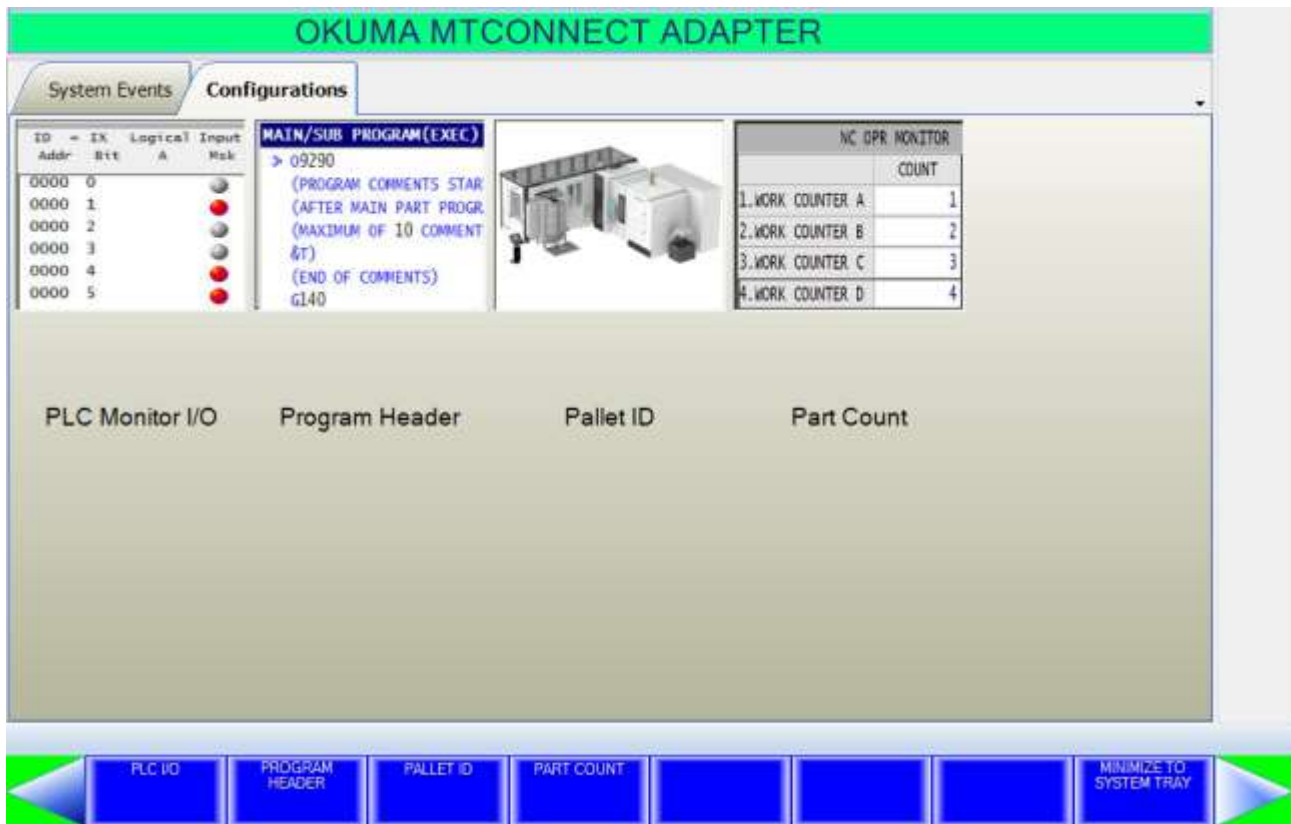 OKUMA MTCONNECT ADAPTER
System Events
Configurations
IO - IX Logical Input
Addr Bit A Msk
0000 0
0000 1
0000 2
0000 3
0000 4
0000 5
MAIN/SUB PROGRAM(EXEC)
> O9290
(PROGRAM COMMENTS STAR
(AFTER MAIN PART PROGR
(MAXIMUM OF 10 COMMENT
&T)
(END OF COMMENTS)
G140
NC OPR MONITOR
COUNT
1.WORK COUNTER A 1
2.WORK COUNTER B 2
3.WORK COUNTER C 3
4.WORK COUNTER D 4
PLC Monitor I/O
Program Header
Pallet ID
Part Count
PLC I/O
PROGRAM
HEADER
PALLET ID
PART COUNT
MINIMIZE TO
SYSTEM TRAY